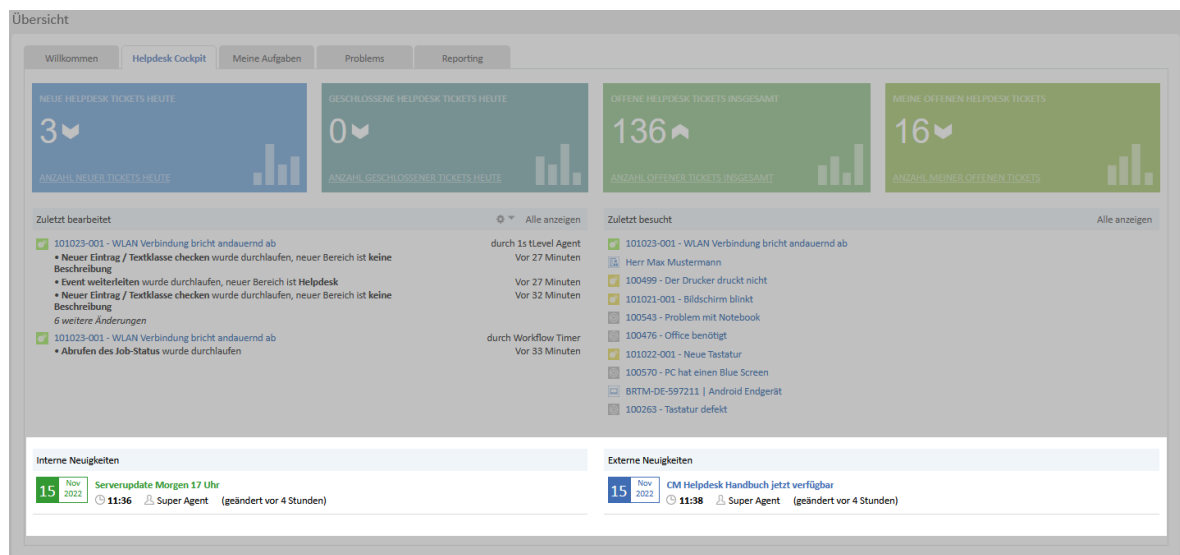 Übersicht
Willkommen
Helpdesk Cockpit
Meine Aufgaben
Problems
Reporting
NEUE HELPDESK TICKETS HEUTE
3
ANZAHL NEUER TICKETS HEUTE
GESCHLOSSENE HELPDESK TICKETS HEUTE
0
ANZAHL GESCHLOSSENER TICKETS HEUTE
OFFENE HELPDESK TICKETS INSGESAMT
136
ANZAHL OFFENER TICKETS INSGESAMT
MEINE OFFENEN HELPDESK TICKETS
16
ANZAHL MEINER OFFENEN TICKETS
Zuletzt bearbeitet
Alle anzeigen
101023-001 - WLAN Verbindung bricht andauernd ab
durch 1s tLevel Agent
• Neuer Eintrag / Textklasse checken wurde durchlaufen, neuer Bereich ist keine
Beschreibung
Vor 27 Minuten
• Event weiterleiten wurde durchlaufen, neuer Bereich ist Helpdesk
Vor 27 Minuten
• Neuer Eintrag / Textklasse checken wurde durchlaufen, neuer Bereich ist keine
Beschreibung
Vor 32 Minuten
6 weitere Änderungen
101023-001 - WLAN Verbindung bricht andauernd ab
durch Workflow Timer
• Abrufen des Job-Status wurde durchlaufen
Vor 33 Minuten
Zuletzt besucht
Alle anzeigen
101023-001 - WLAN Verbindung bricht andauernd ab
Herr Max Mustermann
100499 - Der Drucker druckt nicht
101021-001 - Bildschirm blinkt
100543 - Problem mit Notebook
100476 - Office benötigt
101022-001 - Neue Tastatur
100570 - PC hat einen Blue Screen
BRTM-DE-597211 | Android Endgerät
100263 - Tastatur defekt
Interne Neuigkeiten
15
Nov
2022
Serverupdate Morgen 17 Uhr
11:36 Super Agent (geändert vor 4 Stunden)
Externe Neuigkeiten
15
Nov
2022
CM Helpdesk Handbuch jetzt verfügbar
11:38 Super Agent (geändert vor 4 Stunden)